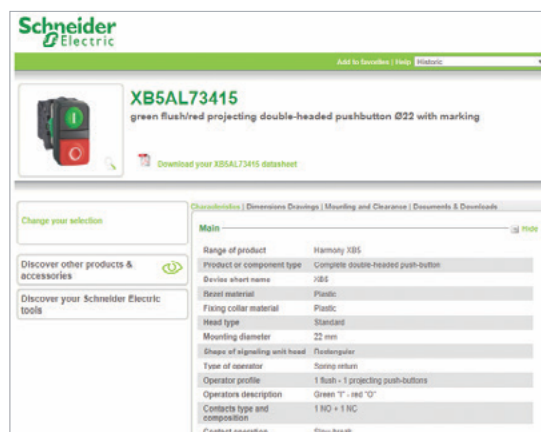 Schneider
Electric
Add to favorites | Help Historic
XB5AL73415
green flush/red projecting double-headed pushbutton Ø22 with marking
I
O
Download your XB5AL73415 datasheet
Characteristics | Dimensions Drawings | Mounting and Clearance | Documents & Downloads
Change your selection
Main
Hide
Range of product Harmony XB5
Product or component type Complete double-headed push-button
Device short name XB5
Bezel material Plastic
Fixing collar material Plastic
Head type Standard
Mounting diameter 22 mm
Shape of signaling unit head Rectangular
Type of operator Spring return
Operator profile 1 flush - 1 projecting push-buttons
Operators description Green "I" - red "O"
Contacts type and
composition 1 NO + 1 NC
Contact operation Slow-break
Discover other products &
accessories
Discover your Schneider Electric
tools